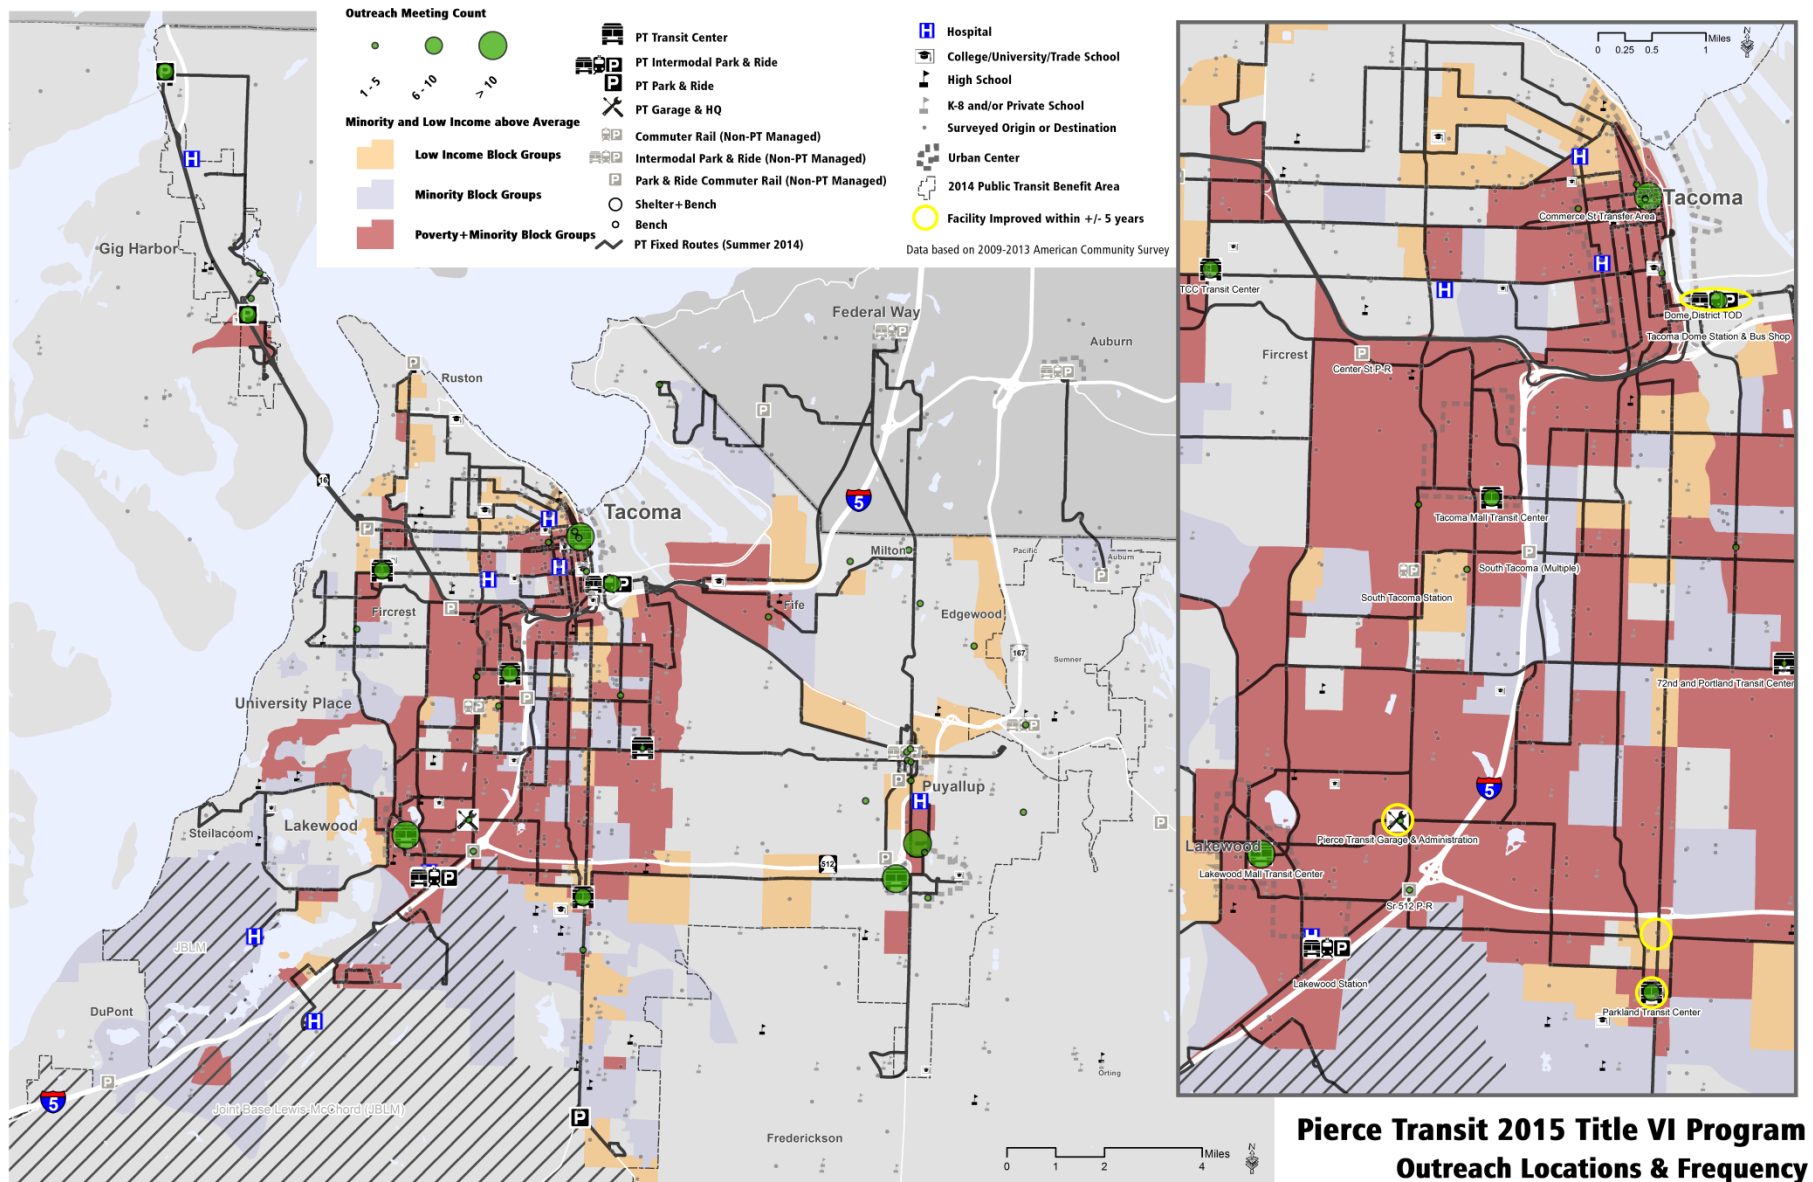 Outreach Meeting Count
1 - 5
6 - 10
> 10
Minority and Low Income above Average
Low Income Block Groups
Minority Block Groups
Poverty+Minority Block Groups
PT Transit Center
PT Intermodal Park & Ride
PT Park & Ride
PT Garage & HQ
Commuter Rail (Non-PT Managed)
Intermodal Park & Ride (Non-PT Managed)
Park & Ride Commuter Rail (Non-PT Managed)
Shelter+Bench
Bench
PT Fixed Routes (Summer 2014)
Hospital
College/University/Trade School
High School
K-8 and/or Private School
Surveyed Origin or Destination
Urban Center
2014 Public Transit Benefit Area
Facility Improved within +/- 5 years
Data based on 2009-2013 American Community Survey
Gig Harbor
Ruston
Federal Way
Auburn
16
5
Tacoma
Milton
Pacific
Auburn
Fircrest
Fife
Edgewood
167
Sumner
University Place
Puyallup
Steilacoom
Lakewood
512
JBLM
DuPont
5
Joint Base Lewis-McChord (JBLM)
Orting
Frederickson
0 1 2 4 Miles
N
0 0.25 0.5 1 Miles
N
Tacoma
Commerce St Transfer Area
TCC Transit Center
Dome District TOD
Tacoma Dome Station & Bus Shop
Fircrest
Center St P-R
Tacoma Mall Transit Center
South Tacoma (Multiple)
South Tacoma Station
72nd and Portland Transit Center
5
Pierce Transit Garage & Administration
Lakewood
Lakewood Mall Transit Center
Sr 512 P-R
Lakewood Station
Parkland Transit Center
Pierce Transit 2015 Title VI Program
Outreach Locations & Frequency